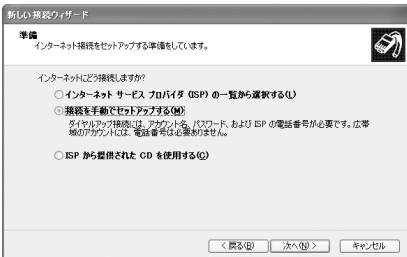 新しい接続ウィザード
準備
インターネット接続をセットアップする準備をしています。
インターネットにどう接続しますか?
インターネット サービス プロバイダ (ISP) の一覧から選択する(L)
接続を手動でセットアップする(M)
ダイヤルアップ接続には、アカウント名、パスワード、および ISP の電話番号が必要です。広帯
域のアカウントには、電話番号は必要ありません。
ISP から提供された CD を使用する(C)
< 戻る(B) 次へ(N) > キャンセル